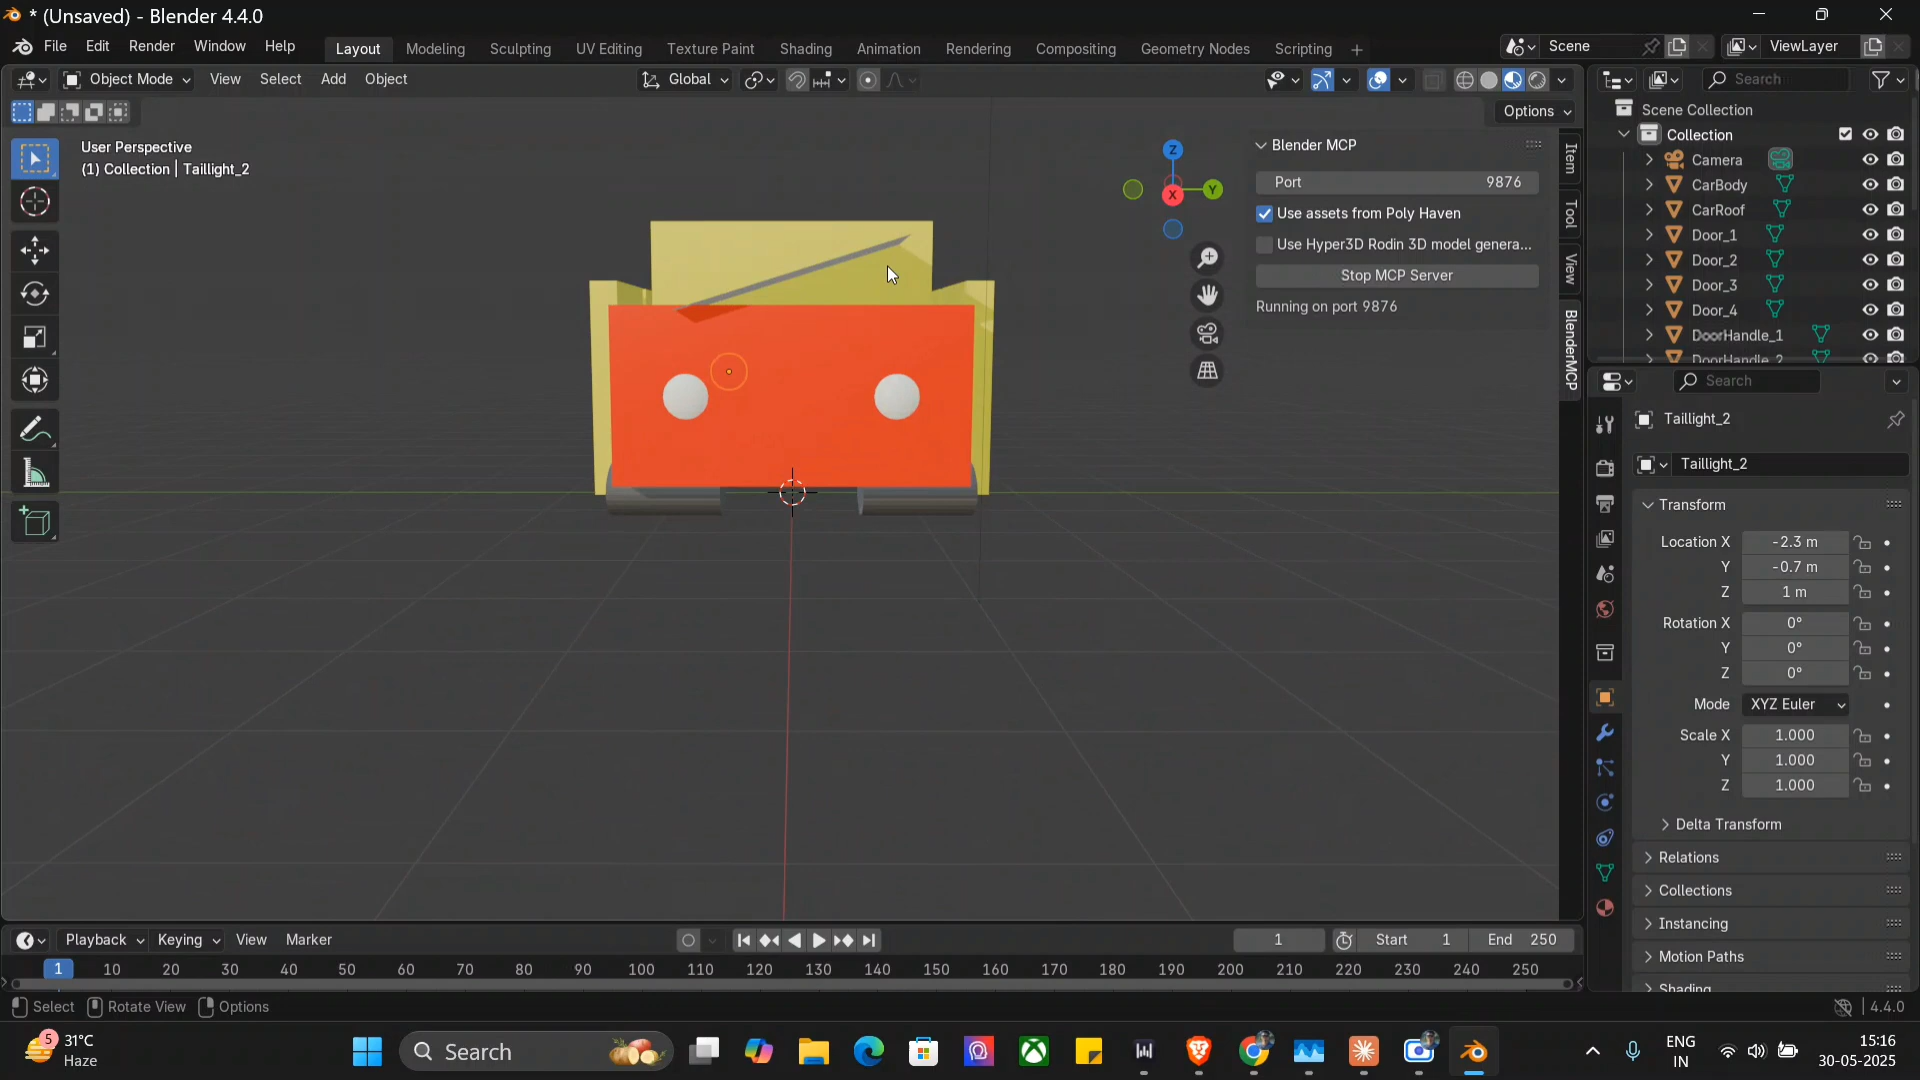 * (Unsaved) - Blender 4.4.0
File Edit Render Window Help
Layout Modeling Sculpting UV Editing Texture Paint Shading Animation Rendering Compositing Geometry Nodes Scripting +
Scene
ViewLayer
Object Mode View Select Add Object
Global
Search
Options
User Perspective
(1) Collection | Taillight_2
Z
Y
X
Blender MCP
Port 9876
Use assets from Poly Haven
Use Hyper3D Rodin 3D model genera...
Stop MCP Server
Running on port 9876
Item
Tool
View
BlenderMCP
Scene Collection
Collection
Camera
CarBody
CarRoof
Door_1
Door_2
Door_3
Door_4
DoorHandle_1
DoorHandle_2
Search
Taillight_2
Taillight_2
Transform
Location X -2.3 m
Y -0.7 m
Z 1 m
Rotation X 0°
Y 0°
Z 0°
Mode XYZ Euler
Scale X 1.000
Y 1.000
Z 1.000
Delta Transform
Relations
Collections
Instancing
Motion Paths
Shading
Playback Keying View Marker
1 Start 1 End 250
1 10 20 30 40 50 60 70 80 90 100 110 120 130 140 150 160 170 180 190 200 210 220 230 240 250
Select Rotate View Options
4.4.0
5
31°C
Haze
Search
ENG
IN
15:16
30-05-2025